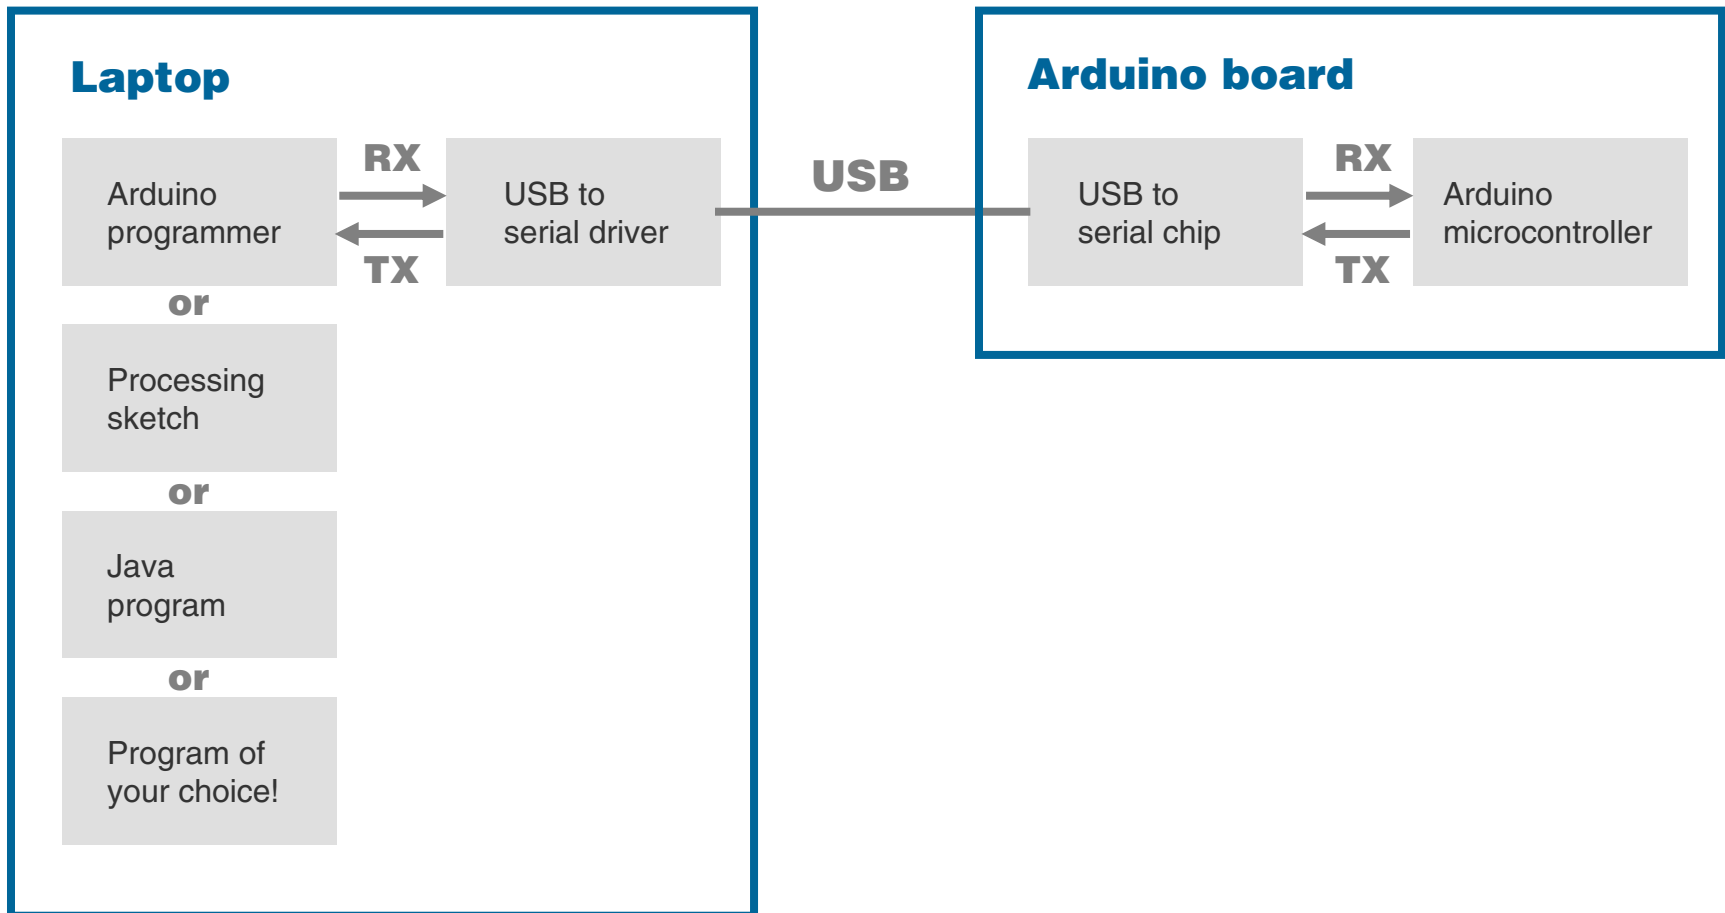 Laptop
Arduino
programmer
RX
TX
USB to
serial driver
or
Processing
sketch
or
Java
program
or
Program of
your choice!
USB
Arduino board
USB to
serial chip
RX
TX
Arduino
microcontroller